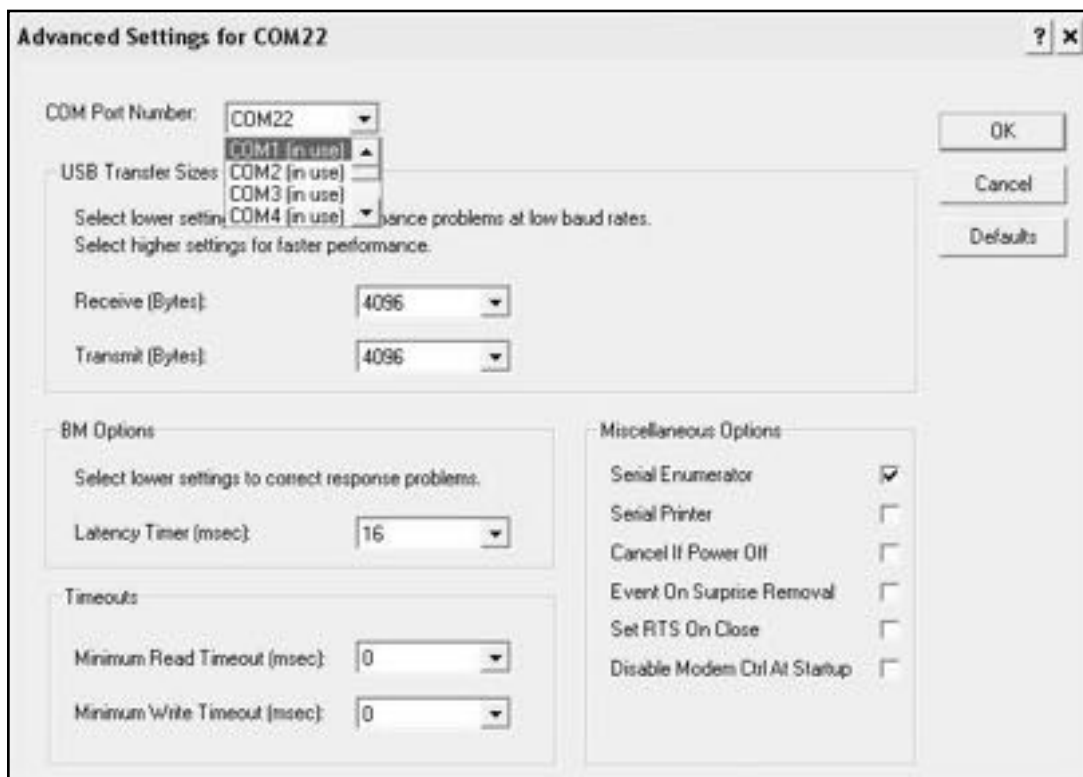 Advanced Settings for COM22
? ×
COM Port Number:
COM22
COM1 (in use)
COM2 (in use)
COM3 (in use)
COM4 (in use)
OK
Cancel
Defaults
USB Transfer Sizes
Select lower settin ance problems at low baud rates.
Select higher settings for faster performance.
Receive (Bytes):
4096
Transmit (Bytes):
4096
BM Options
Select lower settings to correct response problems.
Latency Timer (msec):
16
Timeouts
Minimum Read Timeout (msec):
0
Minimum Write Timeout (msec):
0
Miscellaneous Options
Serial Enumerator
Serial Printer
Cancel If Power Off
Event On Surprise Removal
Set RTS On Close
Disable Modem Ctrl At Startup